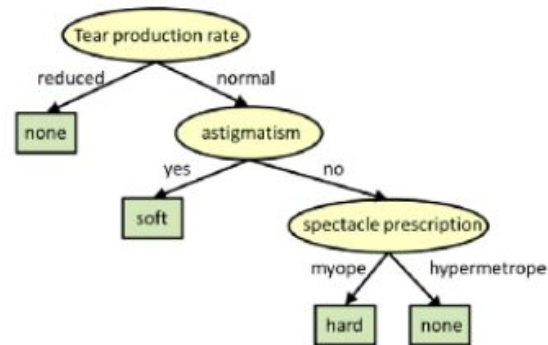 Tear production rate
reduced
normal
none
astigmatism
yes
no
soft
spectacle prescription
myope
hypermetrope
hard
none